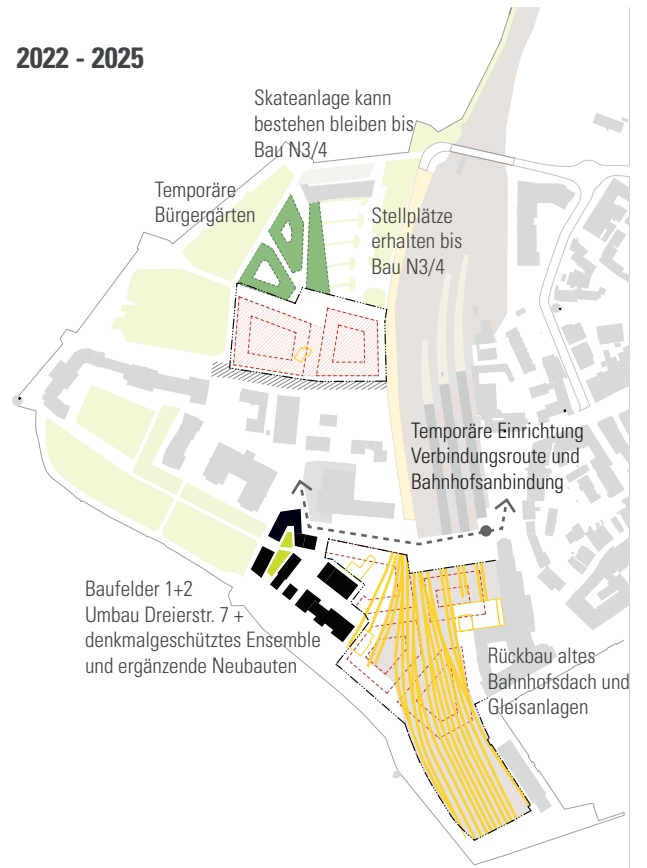 2022 - 2025
Skateanlage kann
bestehen bleiben bis
Bau N3/4
Temporäre
Bürgergärten
Stellplätze
erhalten bis
Bau N3/4
Temporäre Einrichtung
Verbindungsroute und
Bahnhofsanbindung
Baufelder 1+2
Umbau Dreierstr. 7 +
denkmalgeschütztes Ensemble
und ergänzende Neubauten
Rückbau altes
Bahnhofsdach und
Gleisanlagen